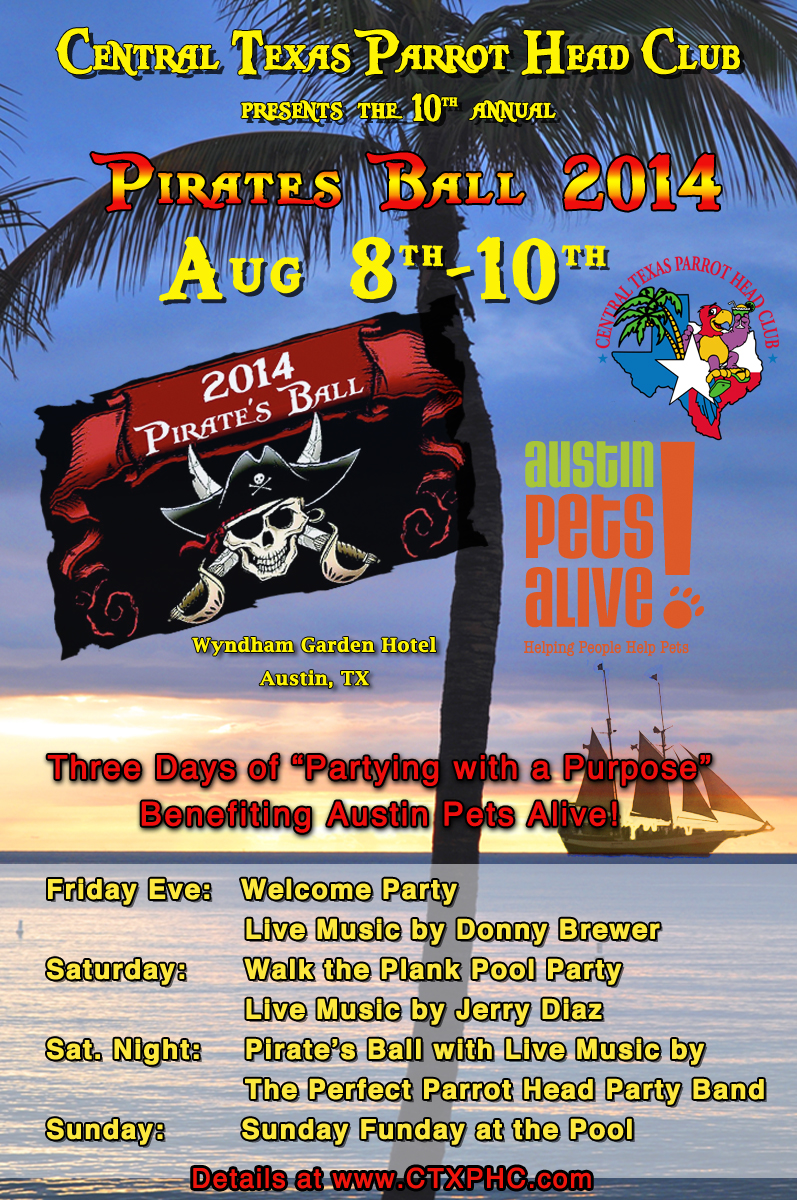 Central Texas Parrot Head Club
presents the 10th annual
Pirates Ball 2014
Aug 8th-10th
CENTRAL TEXAS PARROT HEAD CLUB
2014
Pirate's Ball
austin
pets
alive!
Helping People Help Pets
Wyndham Garden Hotel
Austin, TX
Three Days of “Partying with a Purpose”
Benefiting Austin Pets Alive!
Friday Eve: Welcome Party
Live Music by Donny Brewer
Saturday: Walk the Plank Pool Party
Live Music by Jerry Diaz
Sat. Night: Pirate’s Ball with Live Music by
The Perfect Parrot Head Party Band
Sunday: Sunday Funday at the Pool
Details at www.CTXPHC.com